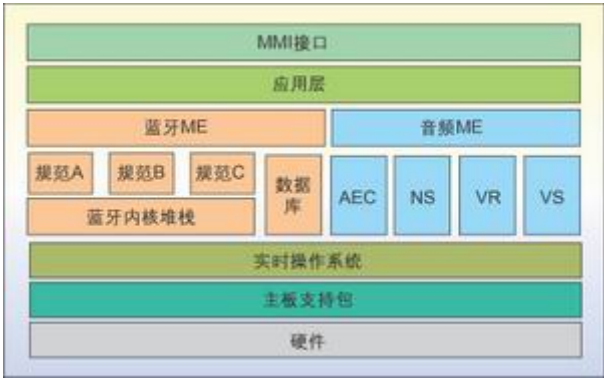 MMI接口
应用层
蓝牙ME 音频ME
规范A 规范B 规范C 数据
库 AEC NS VR VS
蓝牙内核堆栈
实时操作系统
主板支持包
硬件